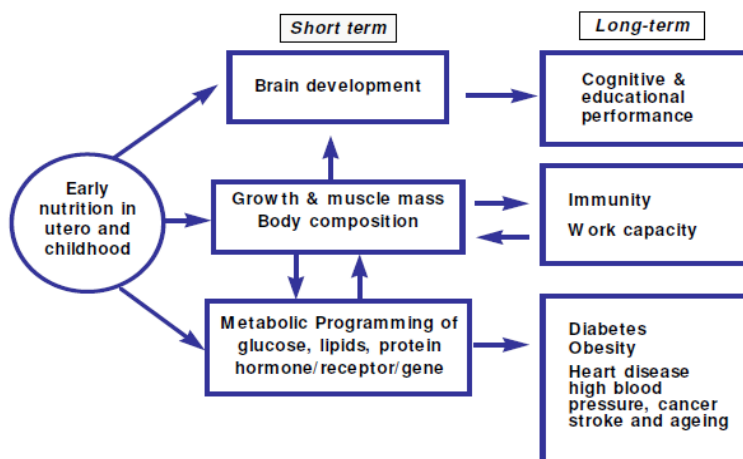 Short term
Long-term
Brain development
Cognitive &
educational
performance
Early
nutrition in
utero and
childhood
Growth & muscle mass
Body composition
Immunity
Work capacity
Metabolic Programming of
glucose, lipids, protein
hormone/receptor/gene
Diabetes
Obesity
Heart disease
high blood
pressure, cancer
stroke and ageing